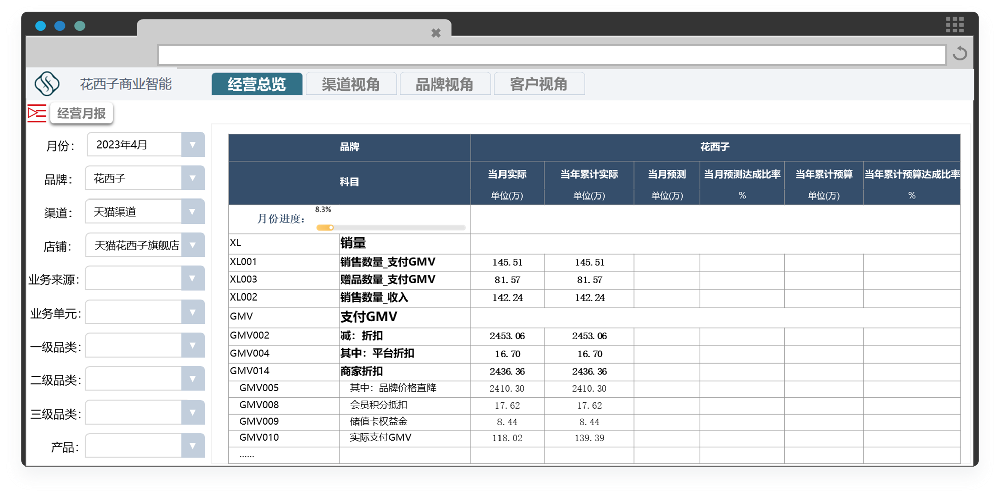 花西子商业智能
经营总览 渠道视角 品牌视角 客户视角
经营月报
月份： 2023年4月
品牌： 花西子
渠道： 天猫渠道
店铺： 天猫花西子旗舰店
业务来源：
业务单元：
一级品类：
二级品类：
三级品类：
产品：
品牌 花西子
科目 当月实际 当年累计实际 当月预测 当月预测达成比率 当年累计预算 当年累计预算达成比率
单位(万) 单位(万) 单位(万) % 单位(万) %
月份进度： 8.3%
XL 销量
XL001 销售数量_支付GMV 145.51 145.51
XL003 赠品数量_支付GMV 81.57 81.57
XL002 销售数量_收入 142.24 142.24
GMV 支付GMV
GMV002 减：折扣 2453.06 2453.06
GMV004 其中：平台折扣 16.70 16.70
GMV014 商家折扣 2436.36 2436.36
GMV005 其中：品牌价格直降 2410.30 2410.30
GMV008 会员积分抵扣 17.62 17.62
GMV009 储值卡权益金 8.44 8.44
GMV010 实际支付GMV 118.02 139.39
......